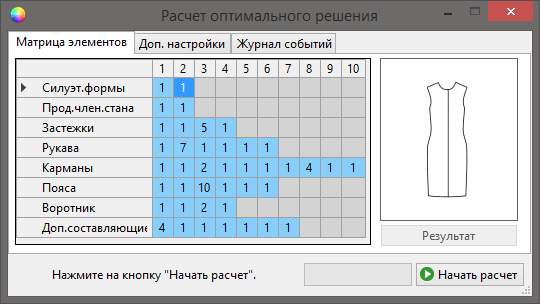 Расчет оптимального решения
Матрица элементов Доп. настройки Журнал событий
1 2 3 4 5 6 7 8 9 10
Силуэт.формы 1 1
Прод.член.стана 1 1
Застежки 1 1 5 1
Рукава 1 7 1 1 1 1
Карманы 1 1 2 1 1 1 1 4 1 1
Пояса 1 1 10 1 1 1
Воротник 1 1 2 1
Доп.составляющие 4 1 1 1 1 1 1
Результат
Нажмите на кнопку "Начать расчет".
Начать расчет